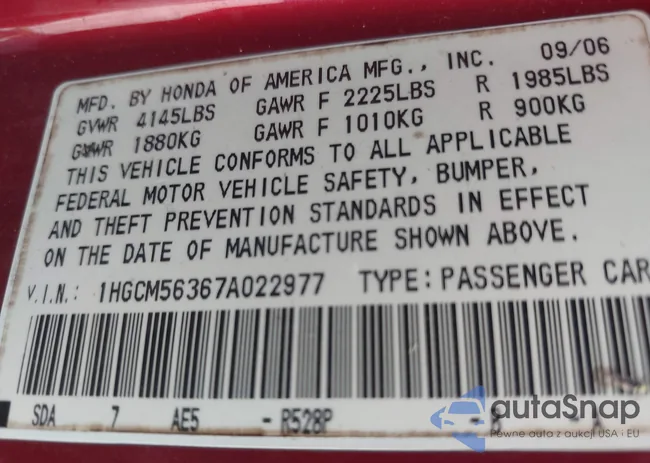 MFD. BY HONDA OF AMERICA MFG., INC. 09/06
GVWR 4145LBS GAWR F 2225LBS R 1985LBS
GVWR 1880KG GAWR F 1010KG R 900KG
THIS VEHICLE CONFORMS TO ALL APPLICABLE
FEDERAL MOTOR VEHICLE SAFETY, BUMPER,
AND THEFT PREVENTION STANDARDS IN EFFECT
ON THE DATE OF MANUFACTURE SHOWN ABOVE.
V.I.N.: 1HGCM56367A022977 TYPE: PASSENGER CAR
SDA 7 AE5 - R528P - B - A
autoSnap
Pewne auta z aukcji USA i EU